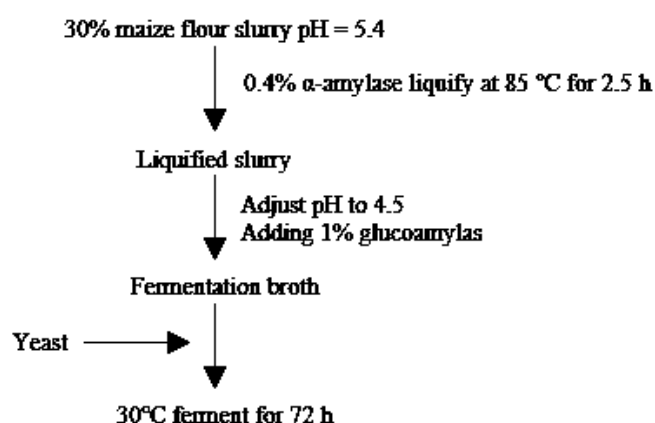 30% maize flour slurry pH = 5.4
0.4% α-amylase liquify at 85 °C for 2.5 h
Liquified slurry
Adjust pH to 4.5
Adding 1% glucoamylas
Fermentation broth
Yeast
30°C ferment for 72 h